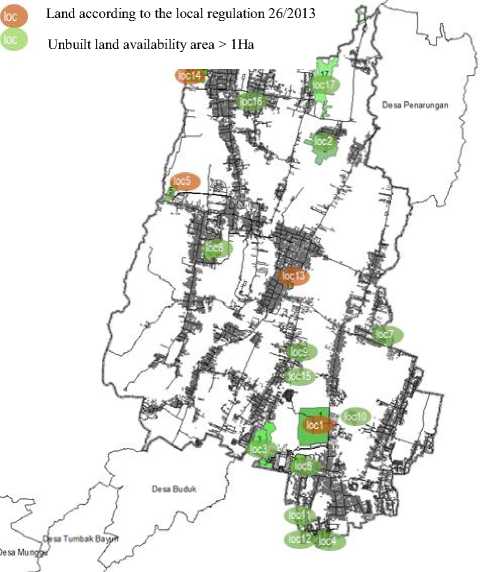 loc Land according to the local regulation 26/2013
loc Unbuilt land availability area > 1Ha
loc14
17
loc17
loc16
Desa Penarungan
loc2
loc5
loc6
loc13
loc7
loc9
loc15
loc10
loc1
loc3
loc8
Desa Buduk
loc11
loc12
loc4
Desa Tumbak Bayuh
Desa Munggu